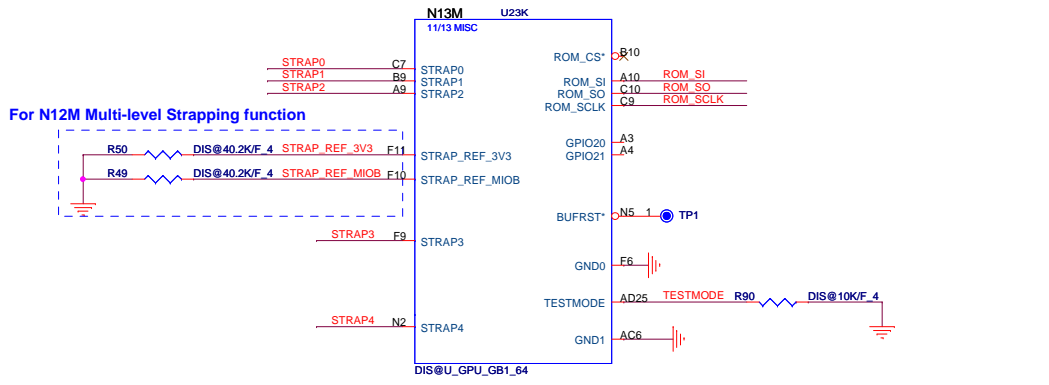 N13M U23K
11/13 MISC
ROM_CS* B10
STRAP0 C7 STRAP0
STRAP1 B9 STRAP1
STRAP2 A9 STRAP2
ROM_SI A10 ROM_SI
ROM_SO C10 ROM_SO
ROM_SCLK C9 ROM_SCLK
For N12M Multi-level Strapping function
GPIO20 A3
GPIO21 A4
R50 DIS@40.2K/F_4 STRAP_REF_3V3 F11 STRAP_REF_3V3
R49 DIS@40.2K/F_4 STRAP_REF_MIOB F10 STRAP_REF_MIOB
BUFRST* N5 1 TP1
STRAP3 F9 STRAP3
GND0 F6
TESTMODE AD25 TESTMODE R90 DIS@10K/F_4
STRAP4 N2 STRAP4
GND1 AC6
DIS@U_GPU_GB1_64